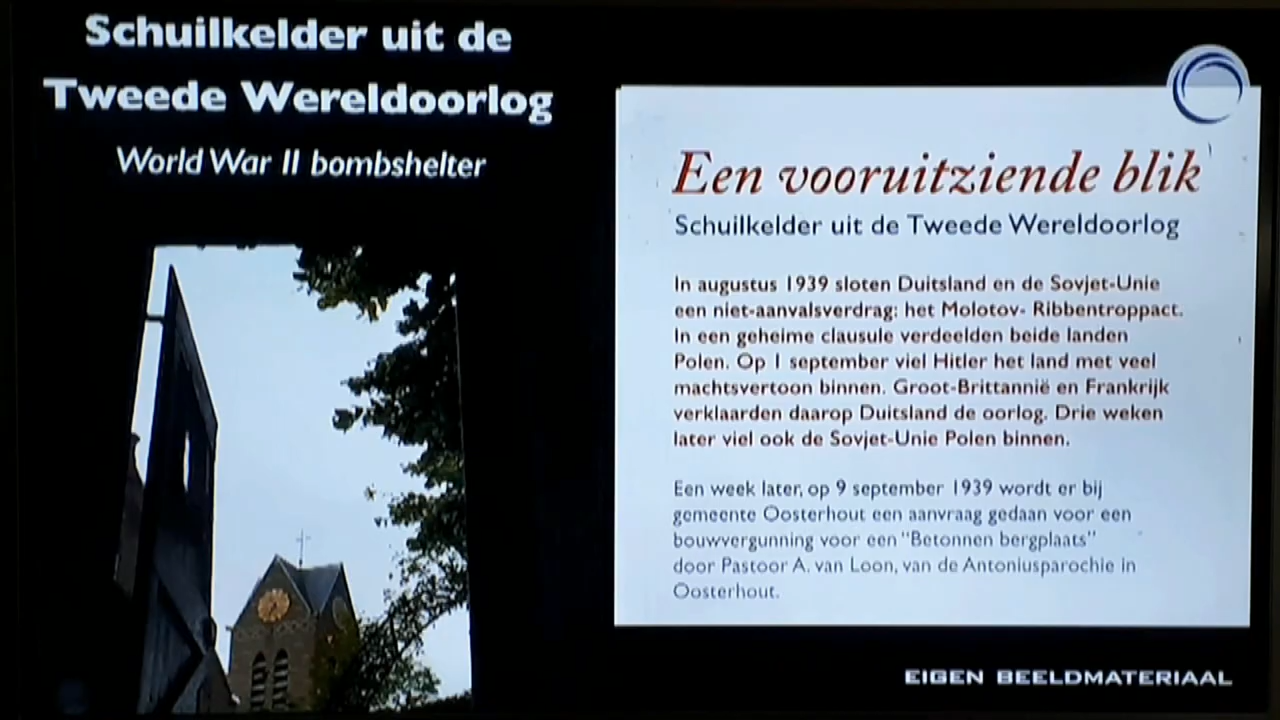 Schuilkelder uit de
Tweede Wereldoorlog
World War II bombshelter
Een vooruitziende blik
Schuilkelder uit de Tweede Wereldoorlog
In augustus 1939 sloten Duitsland en de Sovjet-Unie
een niet-aanvalsverdrag: het Molotov- Ribbentroppact.
In een geheime clausule verdeelden beide landen
Polen. Op 1 september viel Hitler het land met veel
machtsvertoon binnen. Groot-Brittannië en Frankrijk
verklaarden daarop Duitsland de oorlog. Drie weken
later viel ook de Sovjet-Unie Polen binnen.
Een week later, op 9 september 1939 wordt er bij
gemeente Oosterhout een aanvraag gedaan voor een
bouwvergunning voor een "Betonnen bergplaats"
door Pastoor A. van Loon, van de Antoniusparochie in
Oosterhout.
EIGEN BEELDMATERIAAL